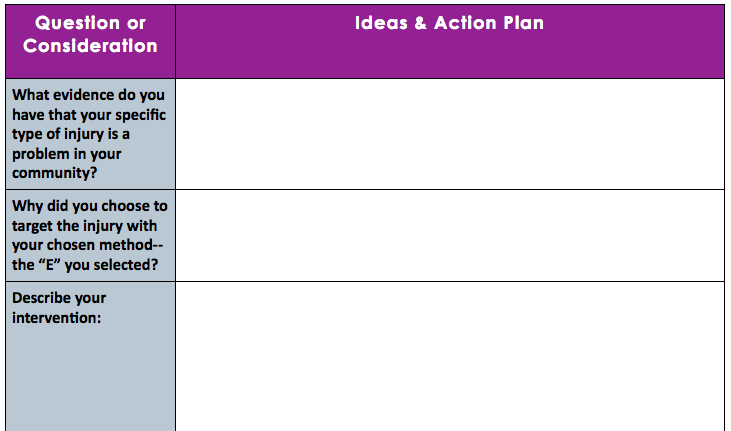 Question or
Consideration
Ideas & Action Plan
What evidence do you
have that your specific
type of injury is a
problem in your
community?
Why did you choose to
target the injury with
your chosen method--
the “E” you selected?
Describe your
intervention: